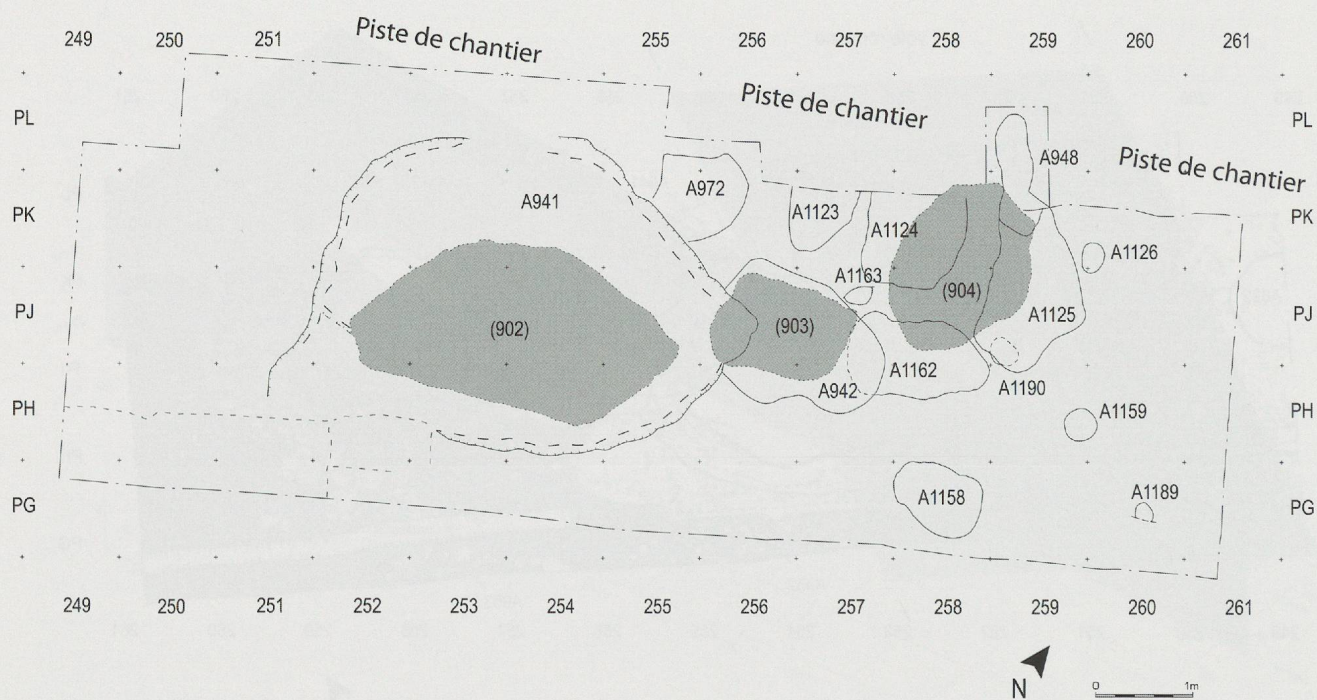 249 250 251 Piste de chantier 255 256 257 258 259 260 261
Piste de chantier
PL PL
A948 Piste de chantier
A972
A941
PK A1123 PK
A1124
A1126
A1163
(904)
PJ A1125 PJ
(902) (903)
A1162
A942 A1190
PH A1159 PH
A1189
PG A1158 PG
249 250 251 252 253 254 255 256 257 258 259 260 261
N 0 1m